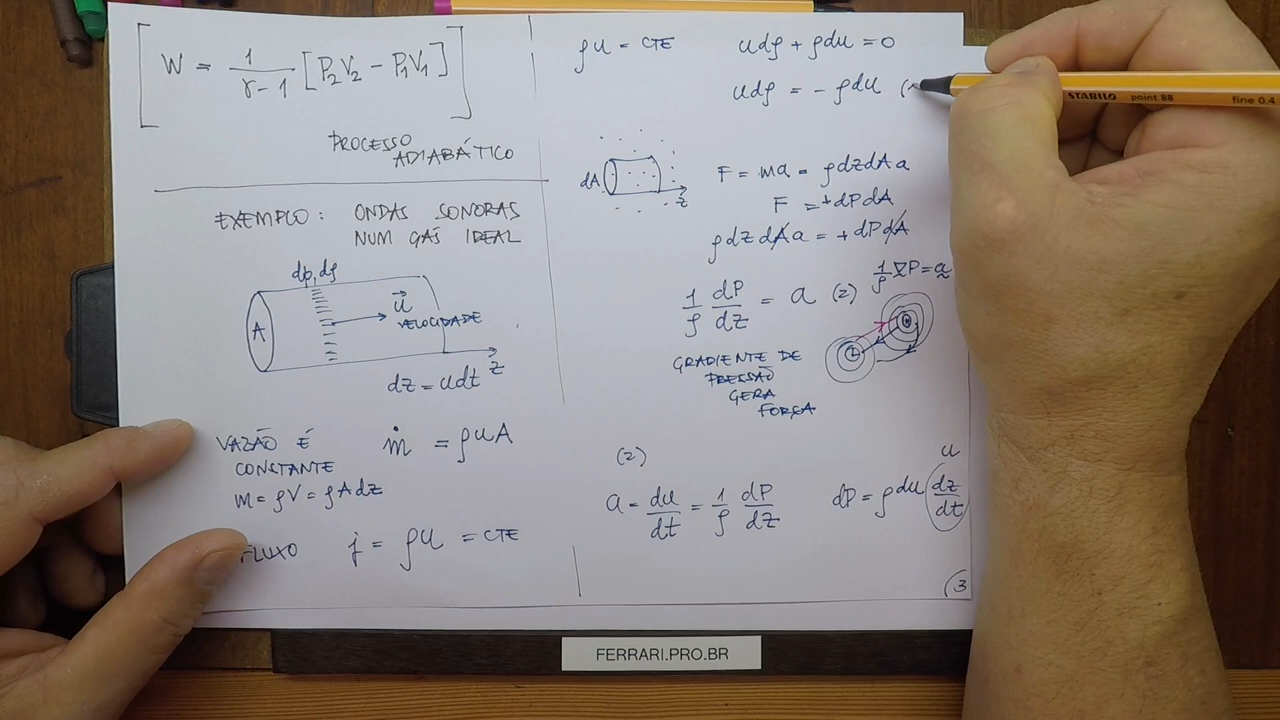 W = 1/(γ-1) [P₂V₂ - P₁V₁]
PROCESSO
ADIABÁTICO
EXEMPLO: ONDAS SONORAS
NUM GÁS IDEAL
dp, dρ
A
u⃗
VELOCIDADE
z
dz = udt
VAZÃO É
CONSTANTE
ṁ = ρuA
m = ρV = ρAdz
FLUXO j = ρu = CTE
ρu = CTE
udρ + ρdu = 0
udρ = - ρdu (
dA
z
F = ma = ρdzdAa
F = +dPdA
ρdzdAa = +dPdA
1/ρ dP/dz = a (2)
1/ρ ∇P = a
L
GRADIENTE DE
PRESSÃO
GERA
FORÇA
(2)
a = du/dt = 1/ρ dP/dz
u
dP = ρdu dz/dt
3
STABILO point 88 fine 0.4
FERRARI.PRO.BR